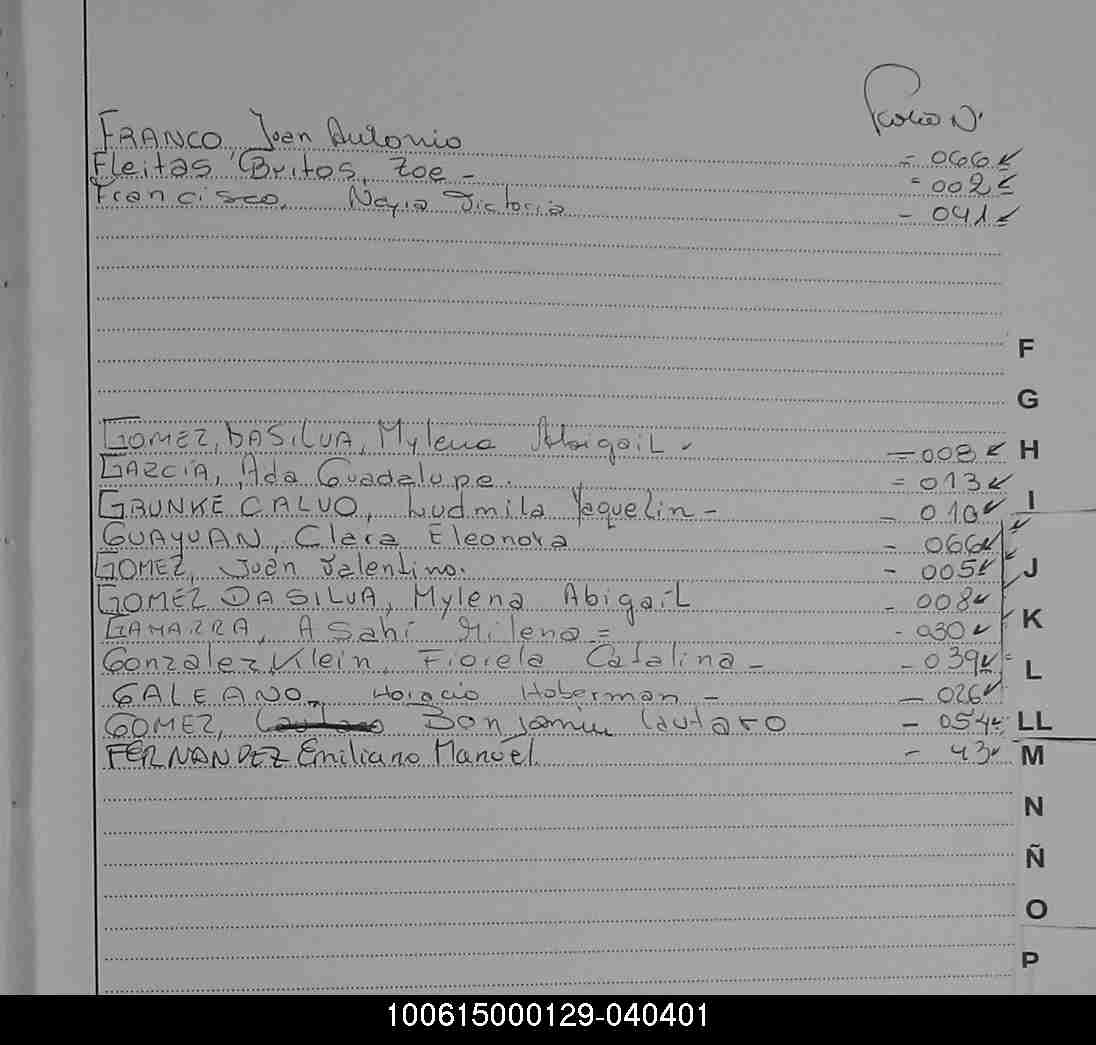 Folio N.
FRANCO Juan Antonio = 066
Fleitas Britos, Zoe - = 002
Francisco, Nayla Victoria - 041
F
G
GOMEZ, DASILVA, Mylena Abigail - = 008 H
GARCIA, Ada Guadalupe. = 013
GRUNKE CALVO, Ludmila Yaquelin - - 010 I
GUAYUAN, Clara Eleonora - 066
GOMEZ, Juan Valentino. - 005 J
GOMEZ DASILVA, Mylena Abigail - 008
GAMARRA, Asahi Milena = - 030 K
Gonzalez Klein, Fiorela Catalina - - 039 L
GALEANO, Horacio Haberman - - 026
GOMEZ, Benjamin Lautaro - 054 LL
FERNANDEZ Emiliano Manuel. - 43 M
N
Ñ
O
P
100615000129-040401